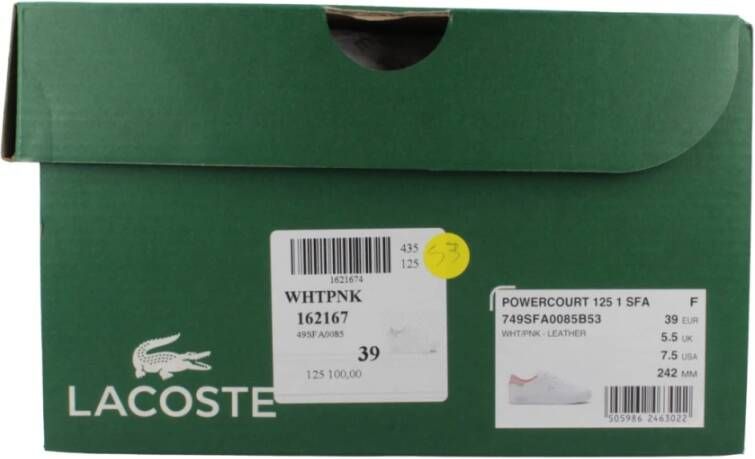 LACOSTE
435
125
53
1621674
WHTPNK
162167
49SFA0085
39
125 100,00
POWERCOURT 125 1 SFA F
749SFA0085B53 39 EUR
WHT/PNK - LEATHER 5.5 UK
7.5 USA
242 MM
505986 2463022